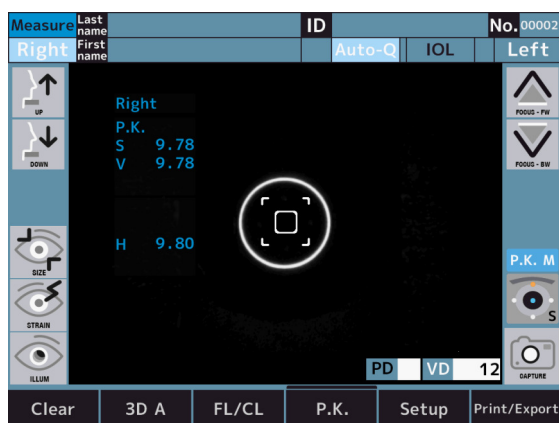 Measure Last name ID No. 00002
Right First name Auto-Q IOL Left
UP
FOCUS - FW
Right
P.K.
S 9.78
V 9.78
DOWN
FOCUS - BW
H 9.80
SIZE
P.K. M
STRAIN
S
ILLUM
PD VD 12
CAPTURE
Clear 3D A FL/CL P.K. Setup Print/Export